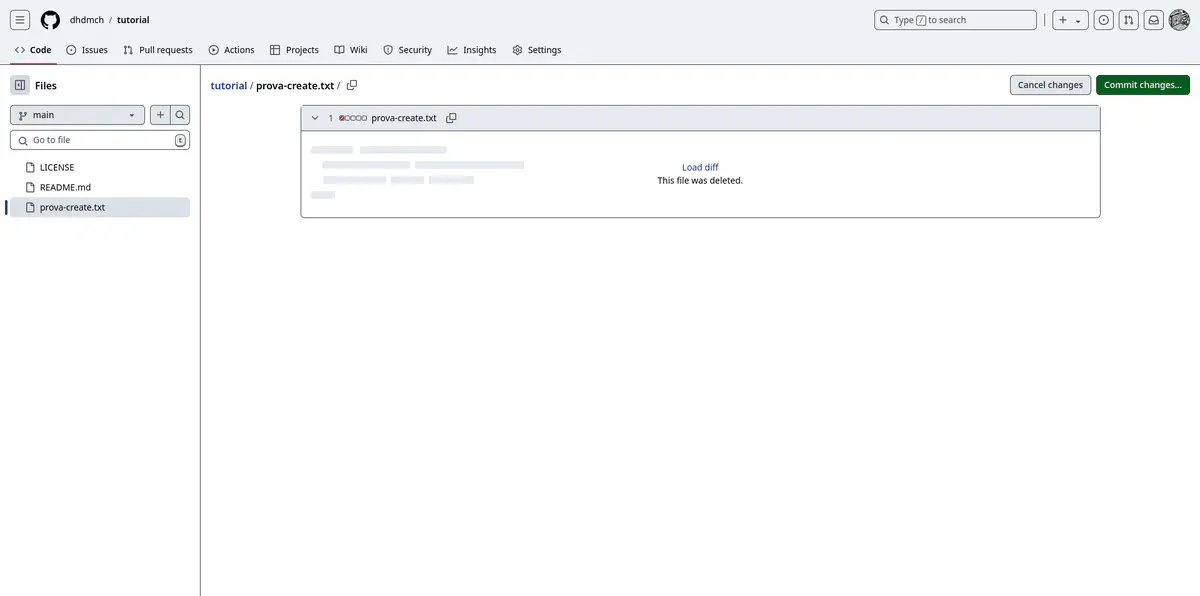 dhdmch / tutorial
Type / to search
Code
Issues
Pull requests
Actions
Projects
Wiki
Security
Insights
Settings
Files
main
Go to file
t
LICENSE
README.md
prova-create.txt
tutorial / prova-create.txt /
Cancel changes
Commit changes...
1 prova-create.txt
Load diff
This file was deleted.